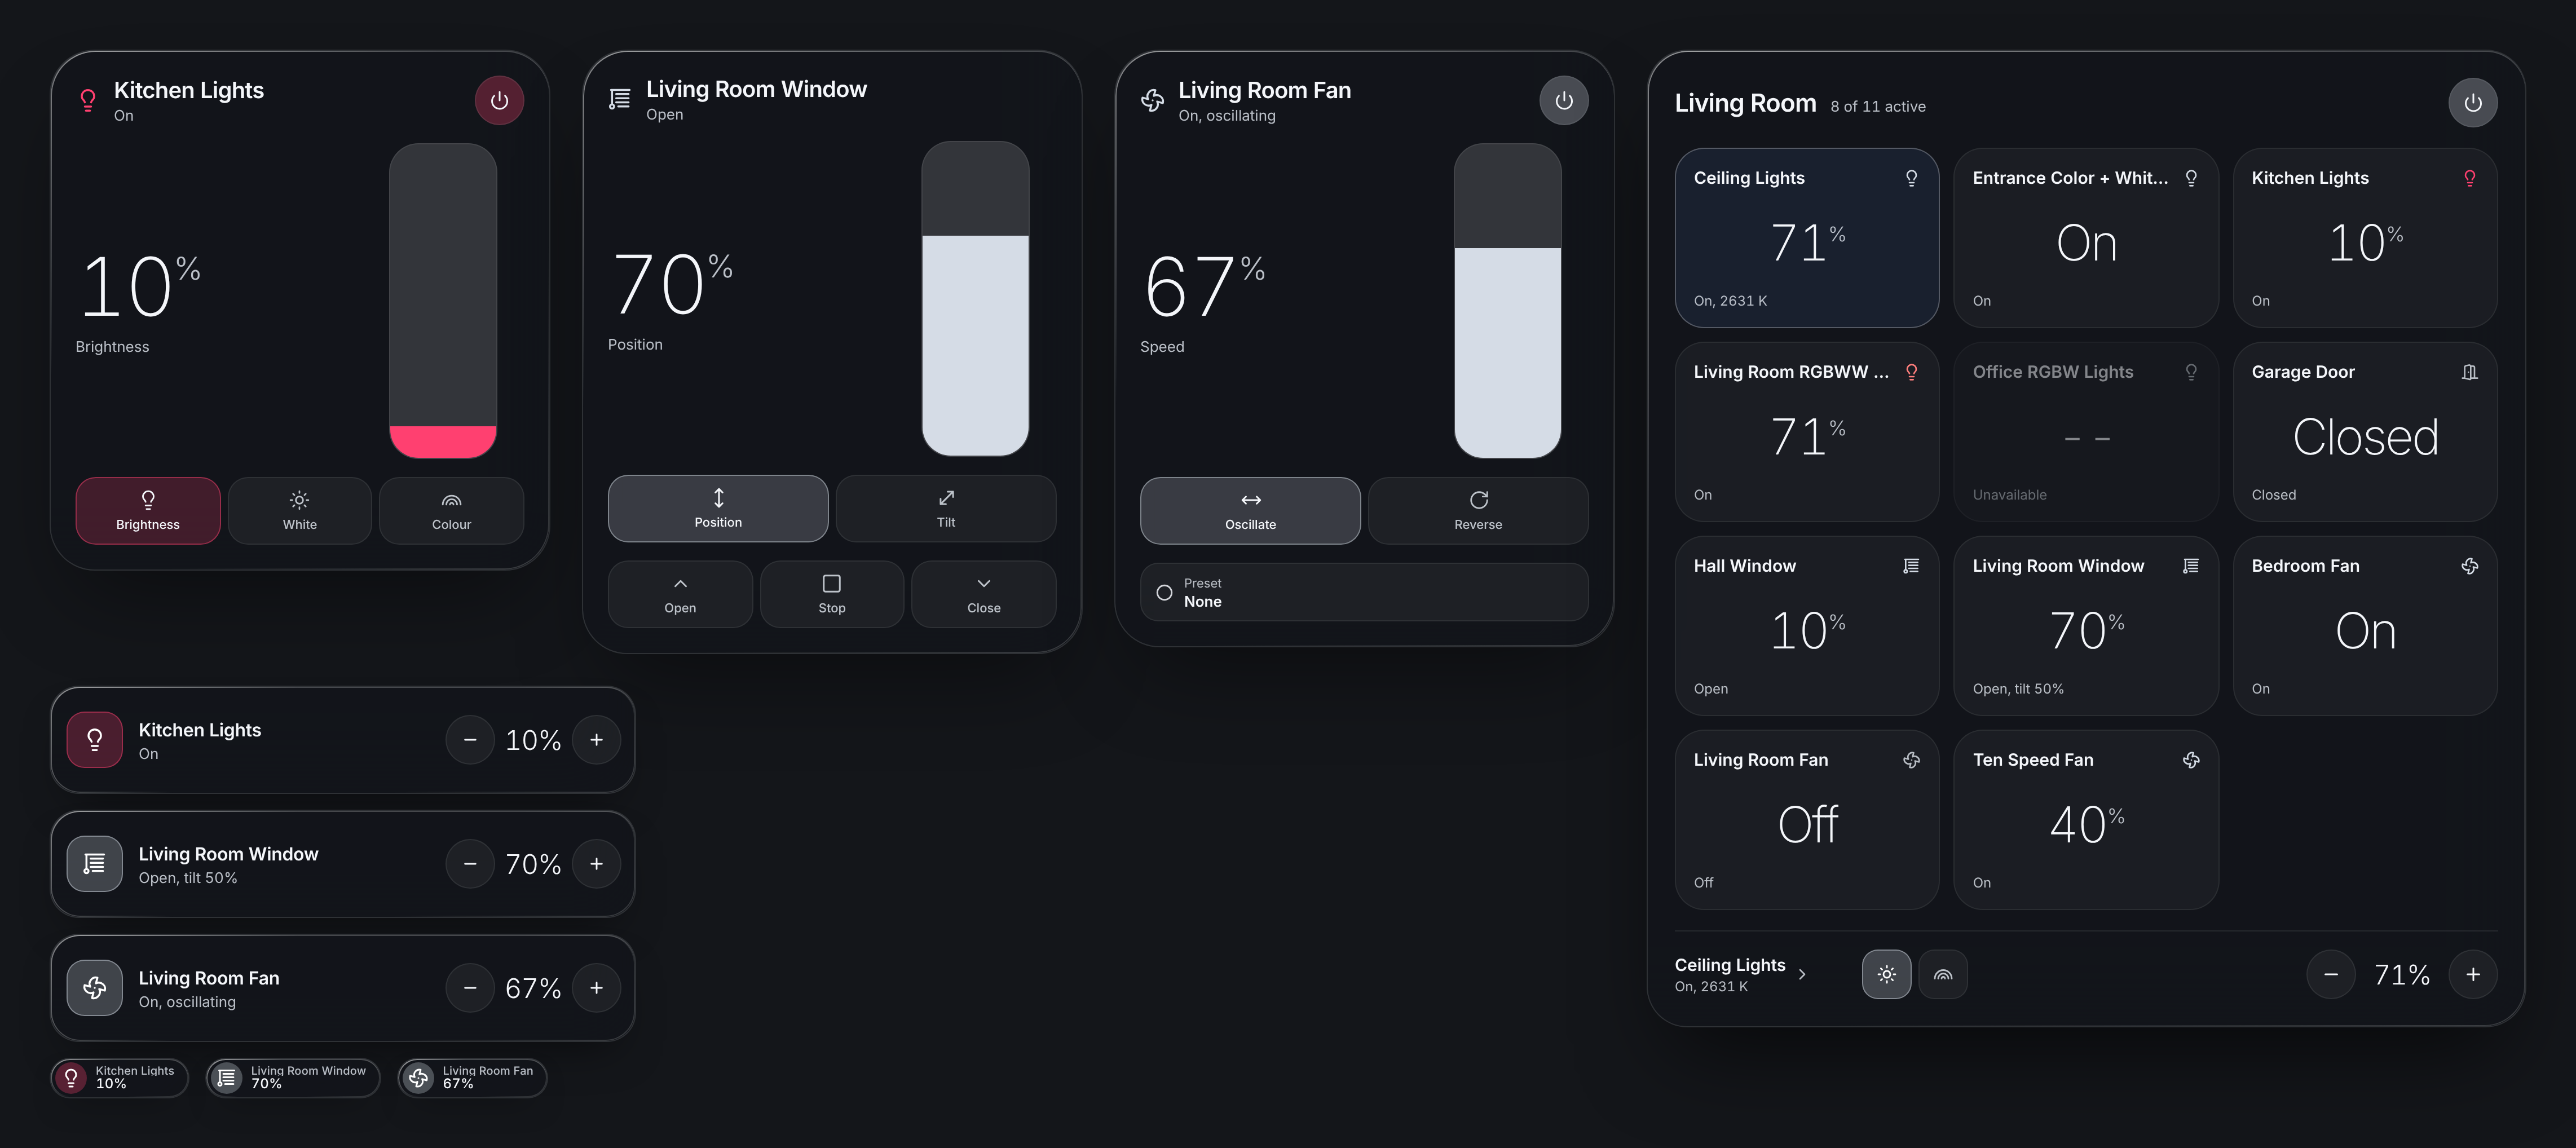 Kitchen Lights
On
10%
Brightness
Brightness
White
Colour
Living Room Window
Open
70%
Position
Position
Tilt
Open
Stop
Close
Living Room Fan
On, oscillating
67%
Speed
Oscillate
Reverse
Preset
None
Living Room 8 of 11 active
Ceiling Lights
71%
On, 2631 K
Entrance Color + Whit...
On
On
Kitchen Lights
10%
On
Living Room RGBWW ...
71%
On
Office RGBW Lights
– –
Unavailable
Garage Door
Closed
Closed
Hall Window
10%
Open
Living Room Window
70%
Open, tilt 50%
Bedroom Fan
On
On
Living Room Fan
Off
Off
Ten Speed Fan
40%
On
Ceiling Lights
On, 2631 K
− 71% +
Kitchen Lights
On
− 10% +
Living Room Window
Open, tilt 50%
− 70% +
Living Room Fan
On, oscillating
− 67% +
Kitchen Lights
10%
Living Room Window
70%
Living Room Fan
67%